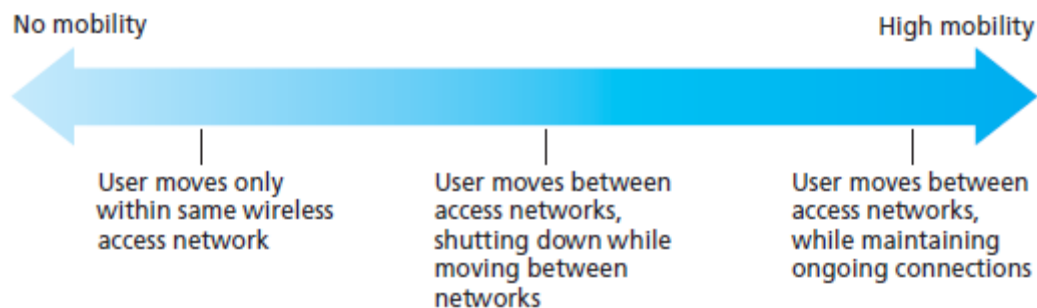 No mobility
High mobility
User moves only
within same wireless
access network
User moves between
access networks,
shutting down while
moving between
networks
User moves between
access networks,
while maintaining
ongoing connections